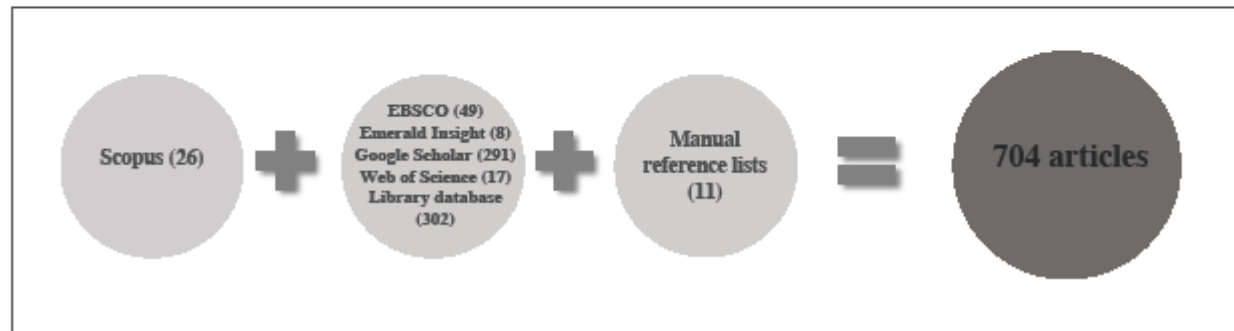 Scopus (26)
EBSCO (49)
Emerald Insight (8)
Google Scholar (291)
Web of Science (17)
Library database
(302)
Manual
reference lists
(11)
704 articles